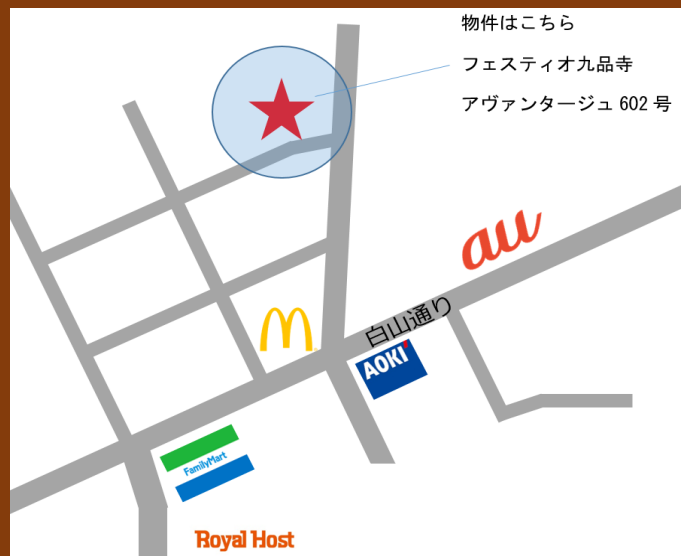 物件はこちら
フェスティオ九品寺
アヴァンタージュ 602 号
au
白山通り
AOKI
FamilyMart
Royal Host